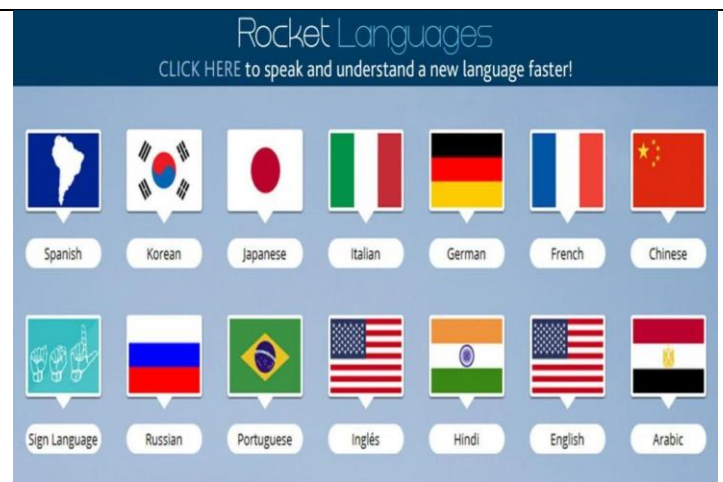 Rocket Languages
CLICK HERE to speak and understand a new language faster!
Spanish Korean Japanese Italian German French Chinese
Sign Language Russian Portuguese Inglés Hindi English Arabic